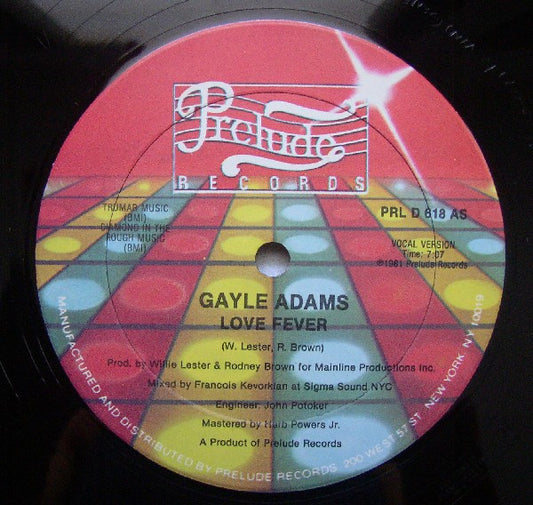 Prelude
RECORDS
TRUMAR MUSIC
(BMI)
DIAMOND IN THE
ROUGH MUSIC
(BMI)
PRL D 618 AS
VOCAL VERSION
Time: 7:07
℗1981 Prelude Records
GAYLE ADAMS
LOVE FEVER
(W. Lester, R. Brown)
Prod. by Willie Lester & Rodney Brown for Mainline Productions Inc.
Mixed by Francois Kevorkian at Sigma Sound NYC
Engineer: John Potoker
Mastered by Herb Powers Jr.
A Product of Prelude Records
MANUFACTURED AND DISTRIBUTED BY PRELUDE RECORDS 200 WEST 57 ST. NEW YORK, NY 10019